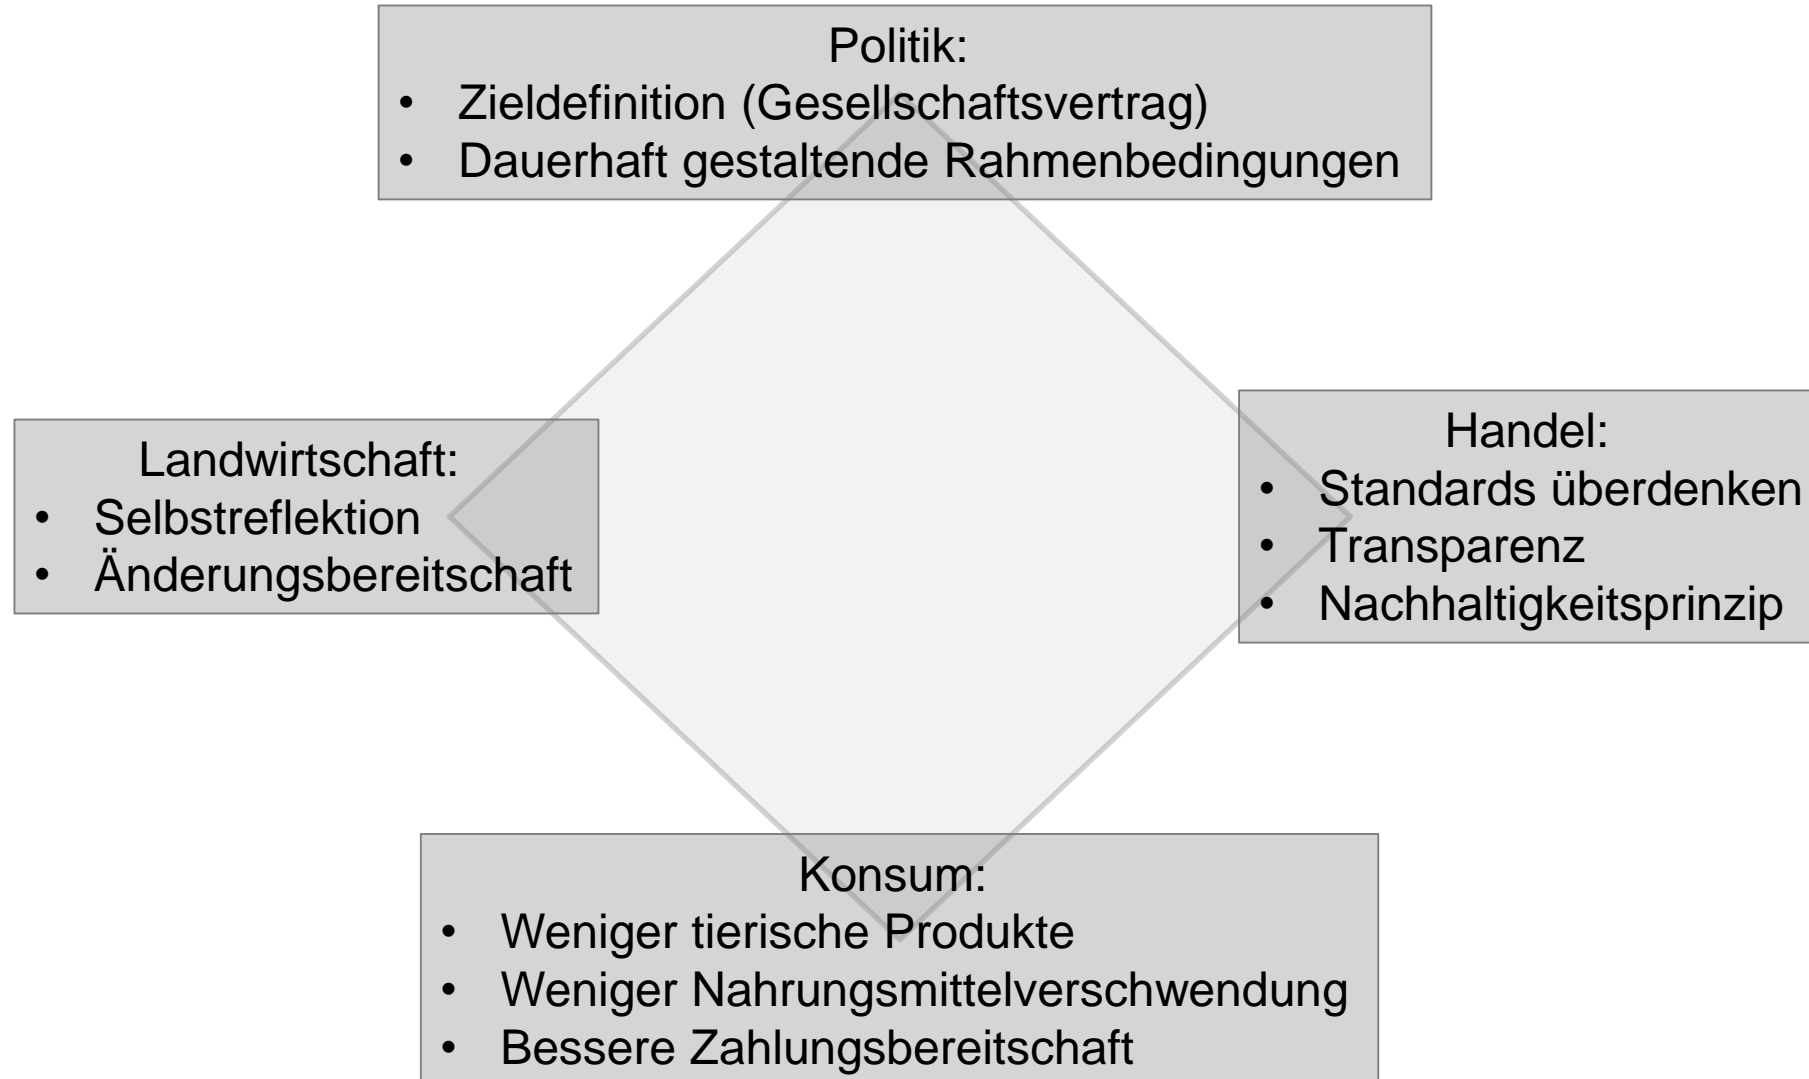 Politik:
• Zieldefinition (Gesellschaftsvertrag)
• Dauerhaft gestaltende Rahmenbedingungen
Landwirtschaft:
• Selbstreflektion
• Änderungsbereitschaft
Handel:
• Standards überdenken
• Transparenz
• Nachhaltigkeitsprinzip
Konsum:
• Weniger tierische Produkte
• Weniger Nahrungsmittelverschwendung
• Bessere Zahlungsbereitschaft